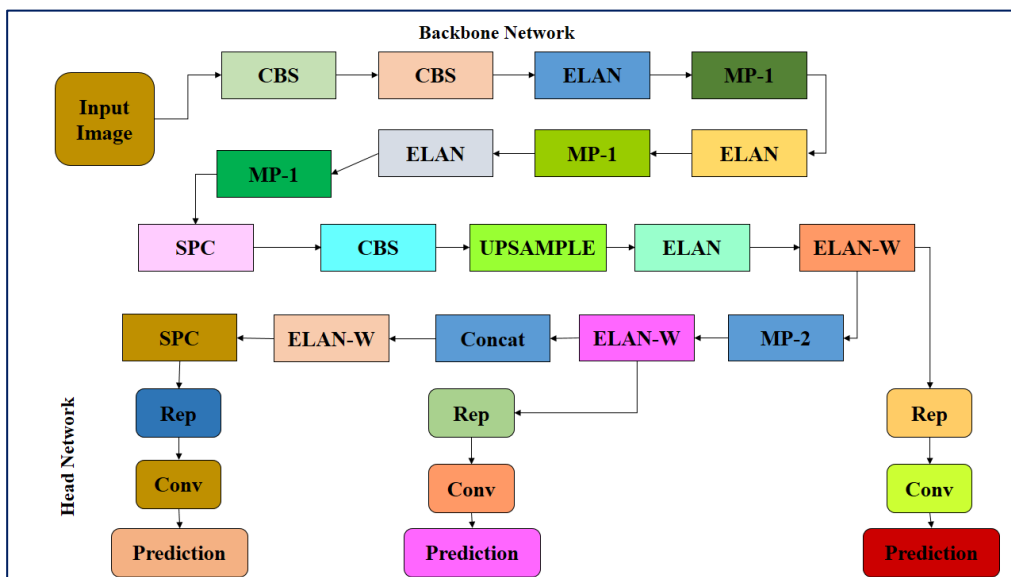 Backbone Network
Input
Image
CBS
CBS
ELAN
MP-1
MP-1
ELAN
MP-1
ELAN
SPC
CBS
UPSAMPLE
ELAN
ELAN-W
SPC
ELAN-W
Concat
ELAN-W
MP-2
Head Network
Rep
Rep
Rep
Conv
Conv
Conv
Prediction
Prediction
Prediction